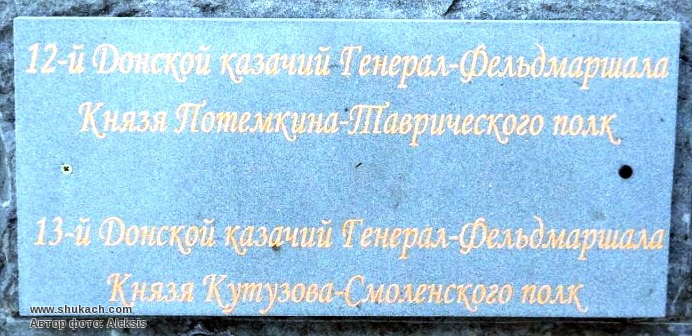 12-й Донской казачий Генерал-Фельдмаршала
Князя Потемкина-Таврического полк
13-й Донской казачий Генерал-Фельдмаршала
Князя Кутузова-Смоленского полк
www.shukach.com
Автор фото: Aleksis